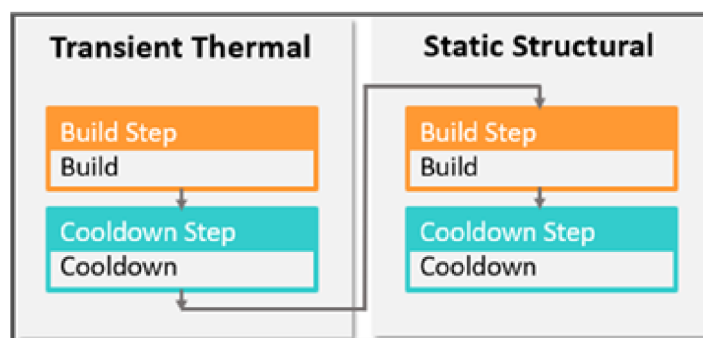 Transient Thermal
Build Step
Build
Cooldown Step
Cooldown
Static Structural
Build Step
Build
Cooldown Step
Cooldown